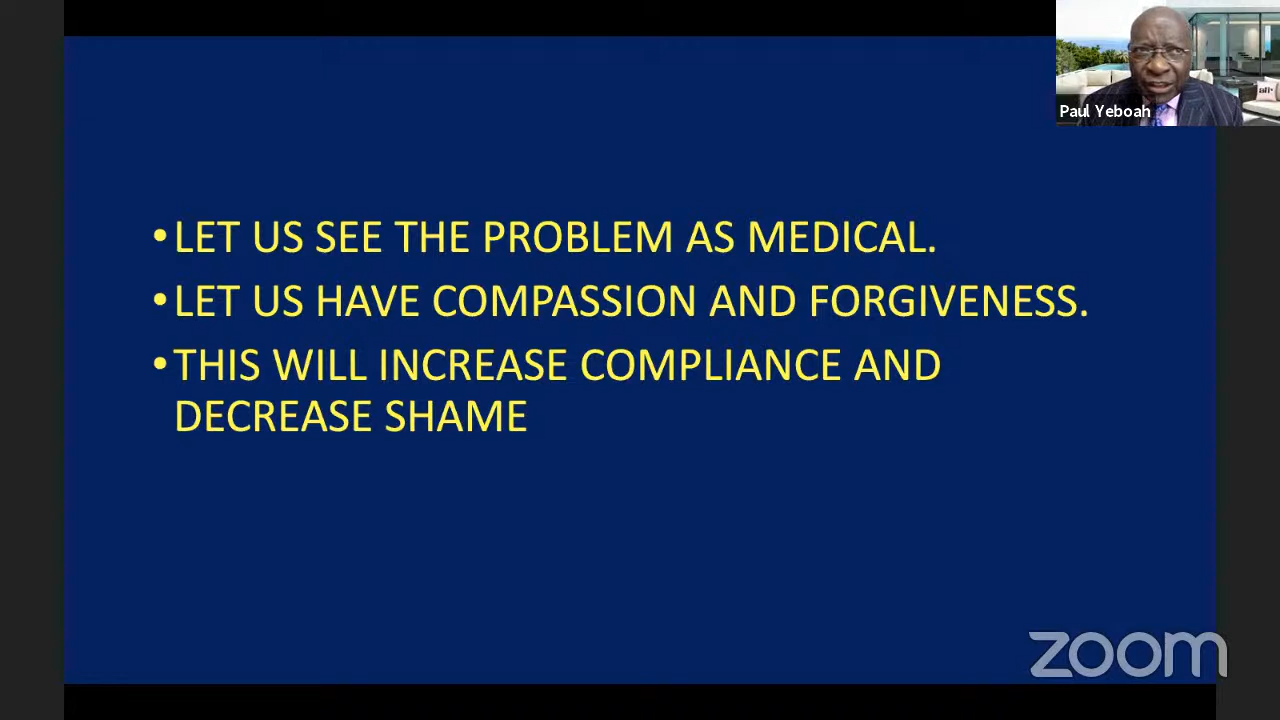 Paul Yeboah
•LET US SEE THE PROBLEM AS MEDICAL.
•LET US HAVE COMPASSION AND FORGIVENESS.
•THIS WILL INCREASE COMPLIANCE AND
DECREASE SHAME
zoom